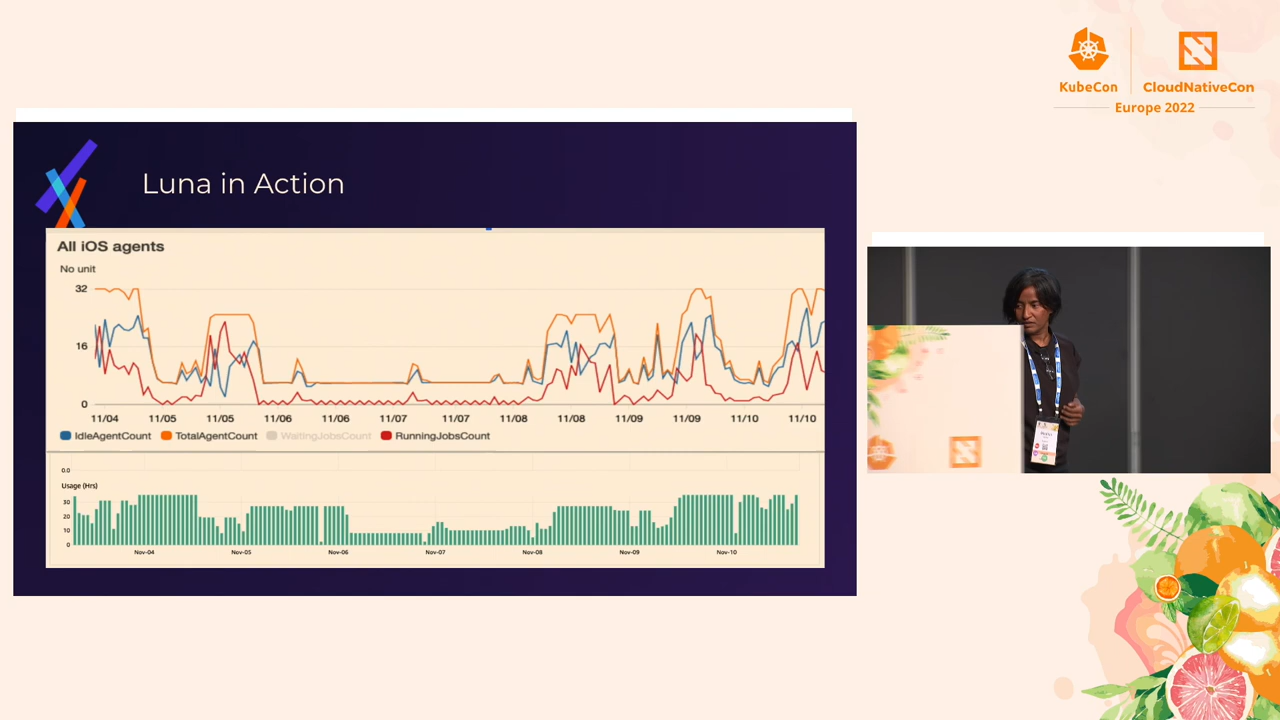 KubeCon
CloudNativeCon
Europe 2022
Luna in Action
All iOS agents
No unit
32
16
0
11/04 11/05 11/05 11/06 11/06 11/07 11/07 11/08 11/08 11/09 11/09 11/10 11/10
IdleAgentCount TotalAgentCount WaitingJobsCount RunningJobsCount
0.0
Usage (Hrs)
30
20
10
0
Nov-04 Nov-05 Nov-06 Nov-07 Nov-08 Nov-09 Nov-10